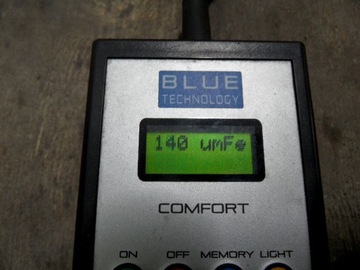 BLUE
TECHNOLOGY
140 umFe
COMFORT
ON OFF MEMORY LIGHT